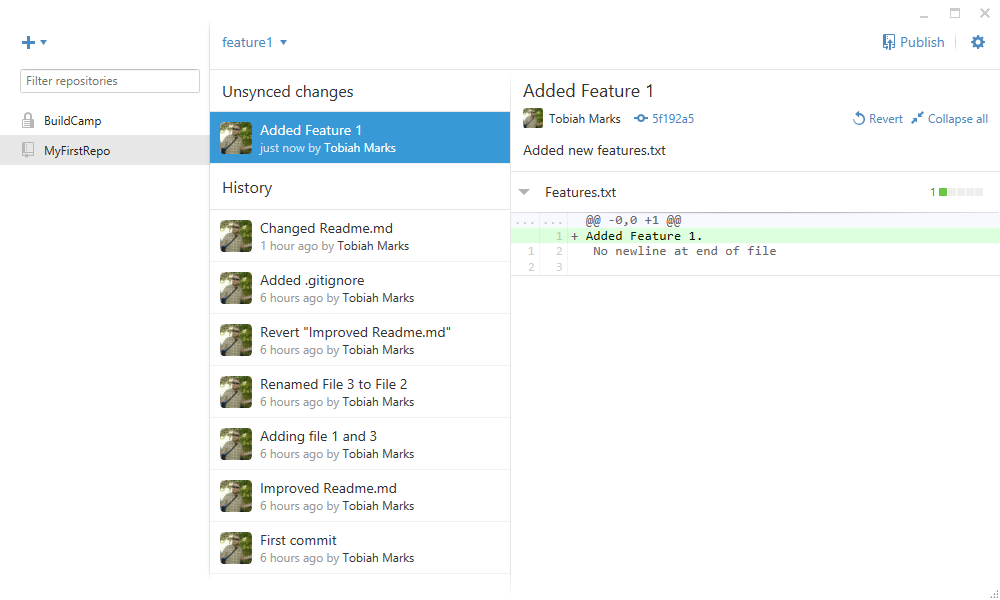 feature1
Publish
Filter repositories
BuildCamp
MyFirstRepo
Unsynced changes
Added Feature 1
just now by Tobiah Marks
History
Changed Readme.md
1 hour ago by Tobiah Marks
Added .gitignore
6 hours ago by Tobiah Marks
Revert "Improved Readme.md"
6 hours ago by Tobiah Marks
Renamed File 3 to File 2
6 hours ago by Tobiah Marks
Adding file 1 and 3
6 hours ago by Tobiah Marks
Improved Readme.md
6 hours ago by Tobiah Marks
First commit
6 hours ago by Tobiah Marks
Added Feature 1
Tobiah Marks 5f192a5 Revert Collapse all
Added new features.txt
Features.txt 1
... ... @@ -0,0 +1 @@
1 + Added Feature 1.
1 2 No newline at end of file
2 3